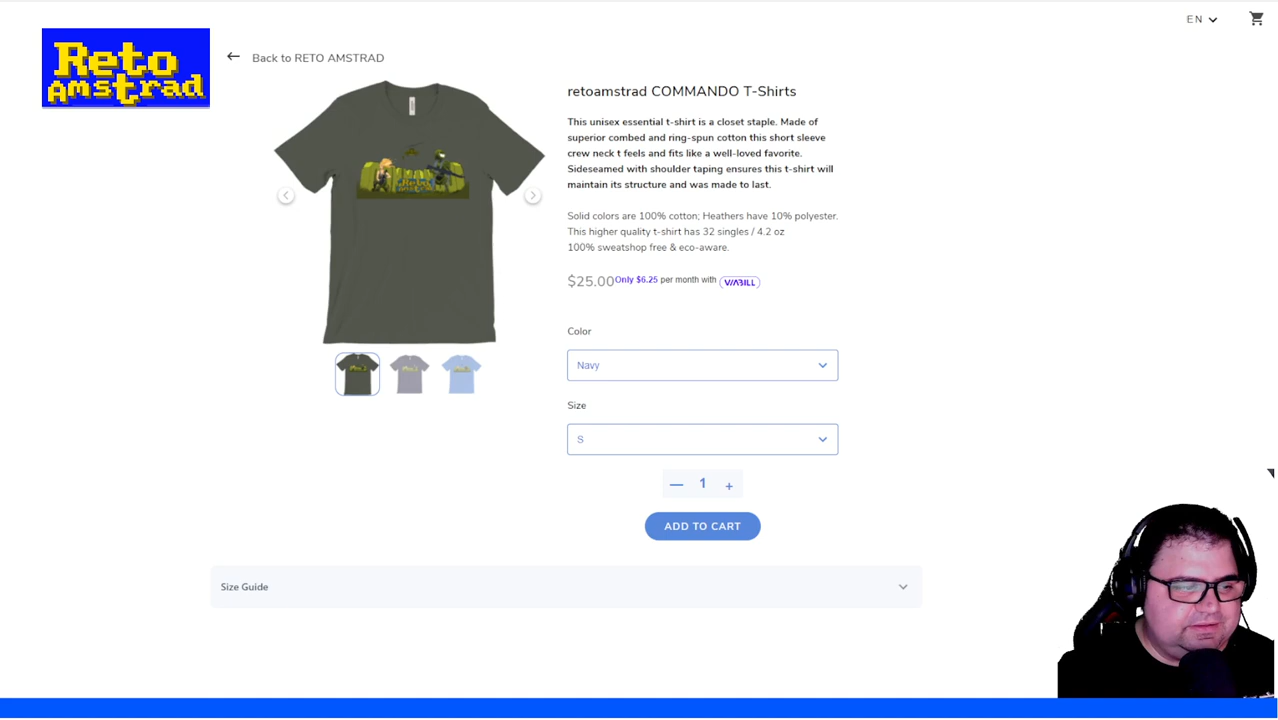 EN
Reto
Amstrad
Back to RETO AMSTRAD
retoamstrad COMMANDO T-Shirts
This unisex essential t-shirt is a closet staple. Made of
superior combed and ring-spun cotton this short sleeve
crew neck t feels and fits like a well-loved favorite.
Sideseamed with shoulder taping ensures this t-shirt will
maintain its structure and was made to last.
Solid colors are 100% cotton; Heathers have 10% polyester.
This higher quality t-shirt has 32 singles / 4.2 oz
100% sweatshop free & eco-aware.
$25.00 Only $6.25 per month with VIABILL
Color
Navy
Size
S
— 1 +
ADD TO CART
Size Guide